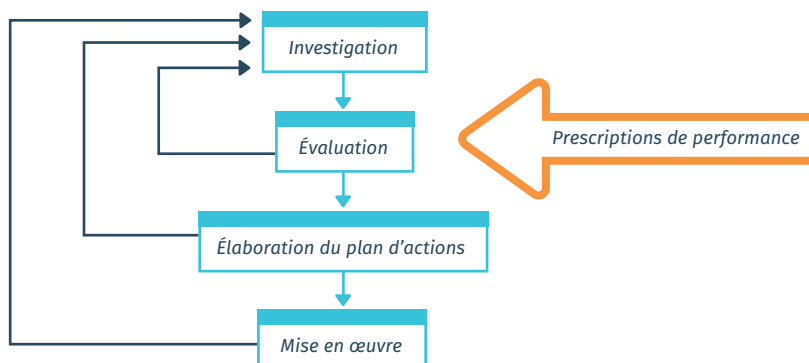 Investigation
Évaluation
Prescriptions de performance
Élaboration du plan d’actions
Mise en œuvre